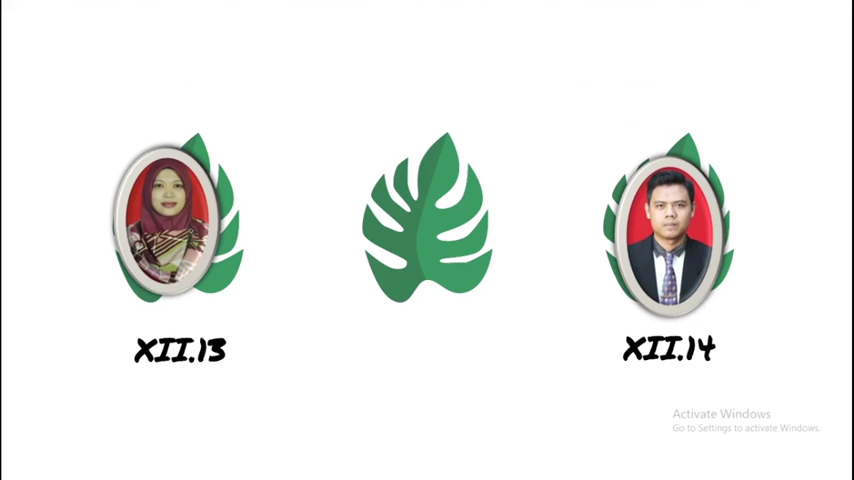 XII.13
XII.14
Activate Windows
Go to Settings to activate Windows.